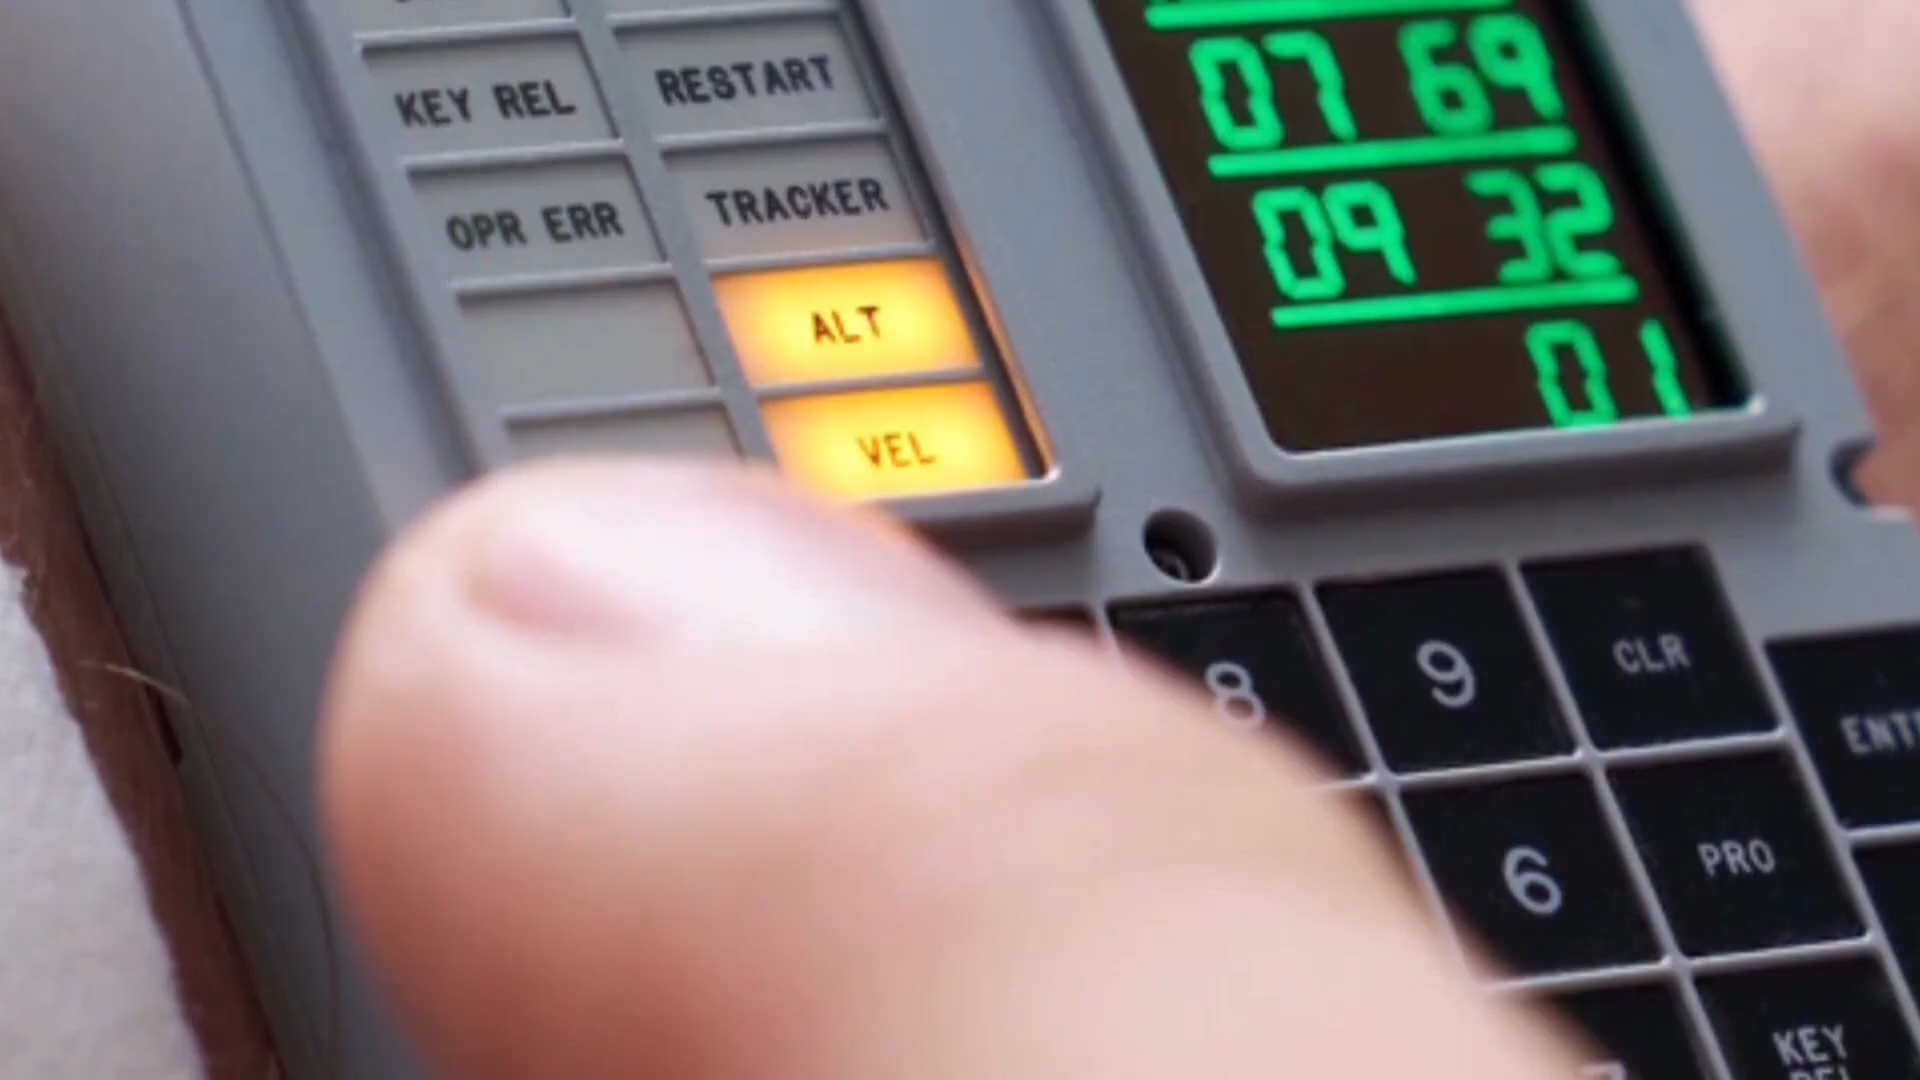 KEY REL
RESTART
OPR ERR
TRACKER
ALT
VEL
07 69
09 32
01
8
9
CLR
6
PRO
KEY
REL